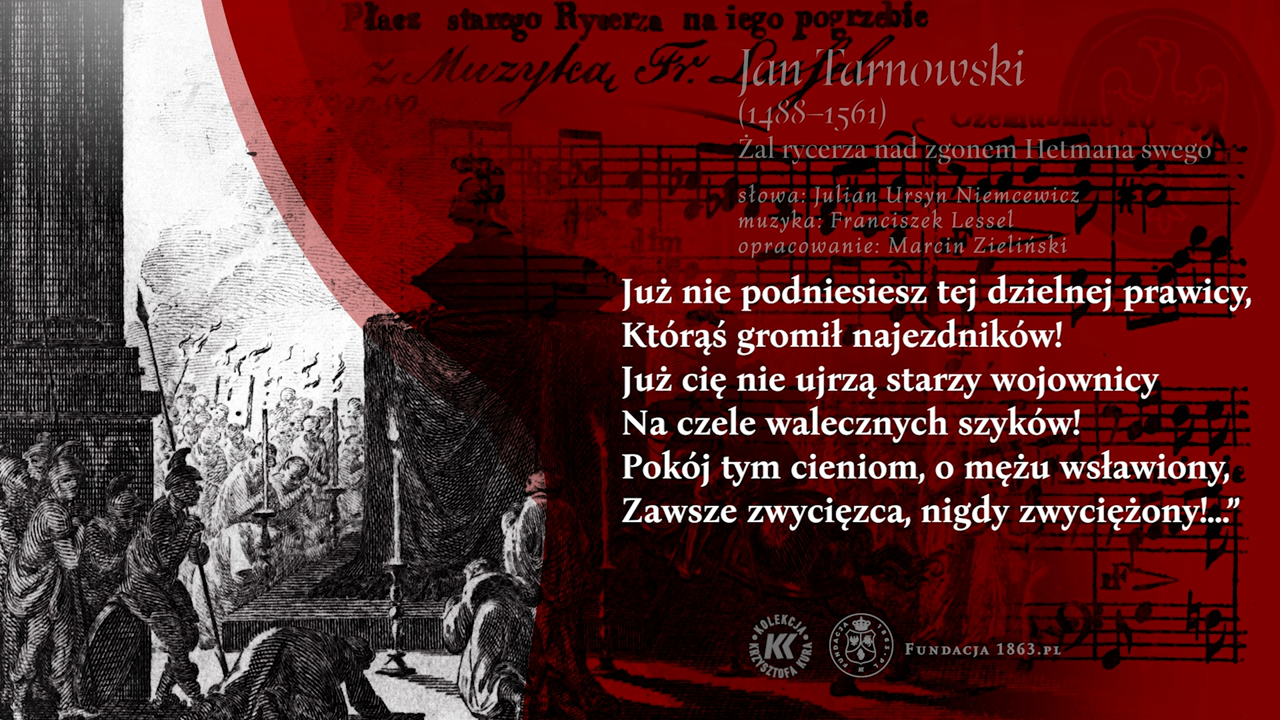 Płacz starego Rycerza na iego pogrzebie
z Muzyką Fr. Lessla
Jan Tarnowski
(1488–1561)
Żal rycerza nad zgonem Hetmana swego
słowa: Julian Ursyn Niemcewicz
muzyka: Franciszek Lessel
opracowanie: Marcin Zieliński
Już nie podniesiesz tej dzielnej prawicy,
Którąś gromił najezdników!
Już cię nie ujrzą starzy wojownicy
Na czele walecznych szyków!
Pokój tym cieniom, o mężu wsławiony,
Zawsze zwycięzca, nigdy zwyciężony!...”
KOLEKCJA
KK
KRZYSZTOFA KURA
FUNDACJA 1863.PL